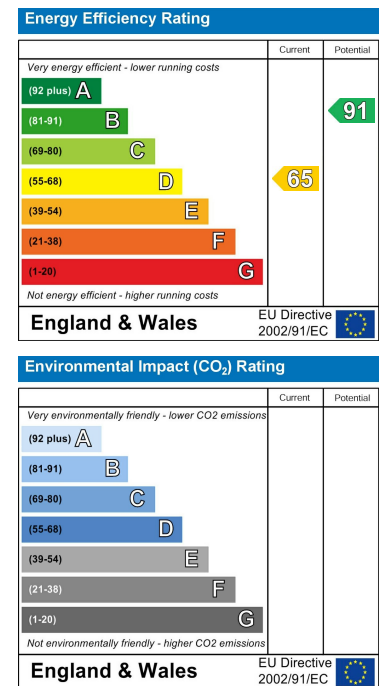 Energy Efficiency Rating
Current Potential
Very energy efficient - lower running costs
(92 plus) A
(81-91) B
91
(69-80) C
(55-68) D
65
(39-54) E
(21-38) F
(1-20) G
Not energy efficient - higher running costs
England & Wales
EU Directive
2002/91/EC
Environmental Impact (CO₂) Rating
Current Potential
Very environmentally friendly - lower CO2 emissions
(92 plus) A
(81-91) B
(69-80) C
(55-68) D
(39-54) E
(21-38) F
(1-20) G
Not environmentally friendly - higher CO2 emissions
England & Wales
EU Directive
2002/91/EC